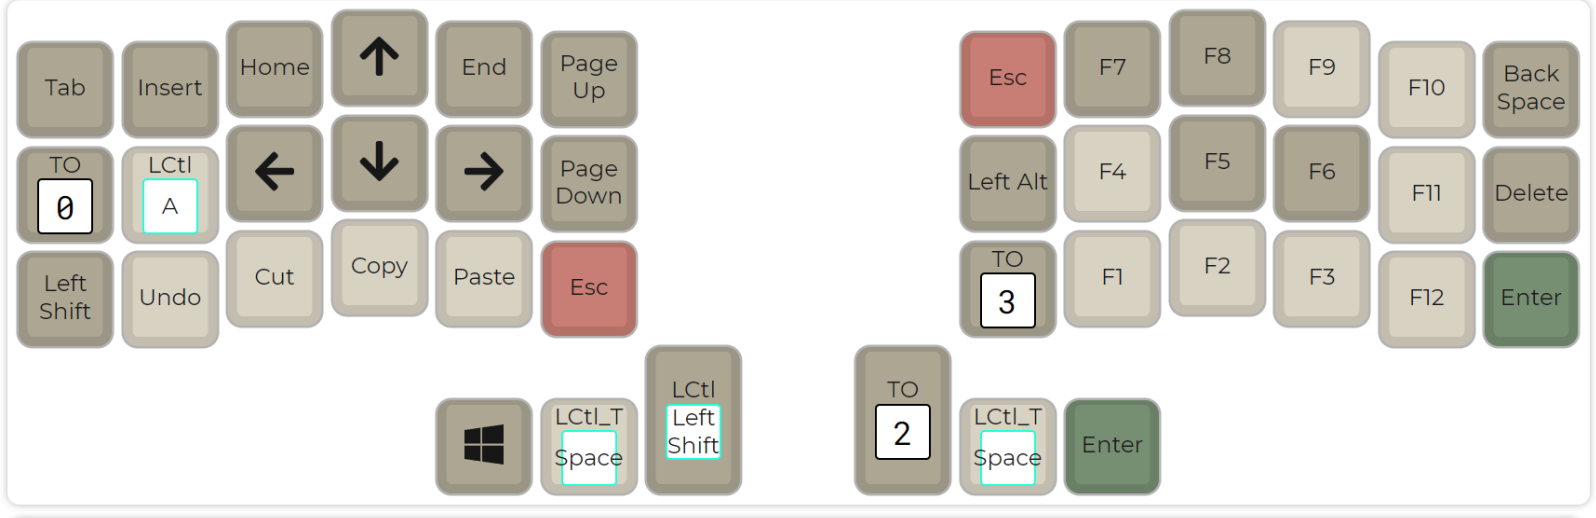 Tab
Insert
Home
End
Page
Up
Esc
F7
F8
F9
F10
Back
Space
TO
0
LCtl
A
Page
Down
Left Alt
F4
F5
F6
F11
Delete
Left
Shift
Undo
Cut
Copy
Paste
Esc
TO
3
F1
F2
F3
F12
Enter
LCtl_T
Space
LCtl
Left
Shift
TO
2
LCtl_T
Space
Enter